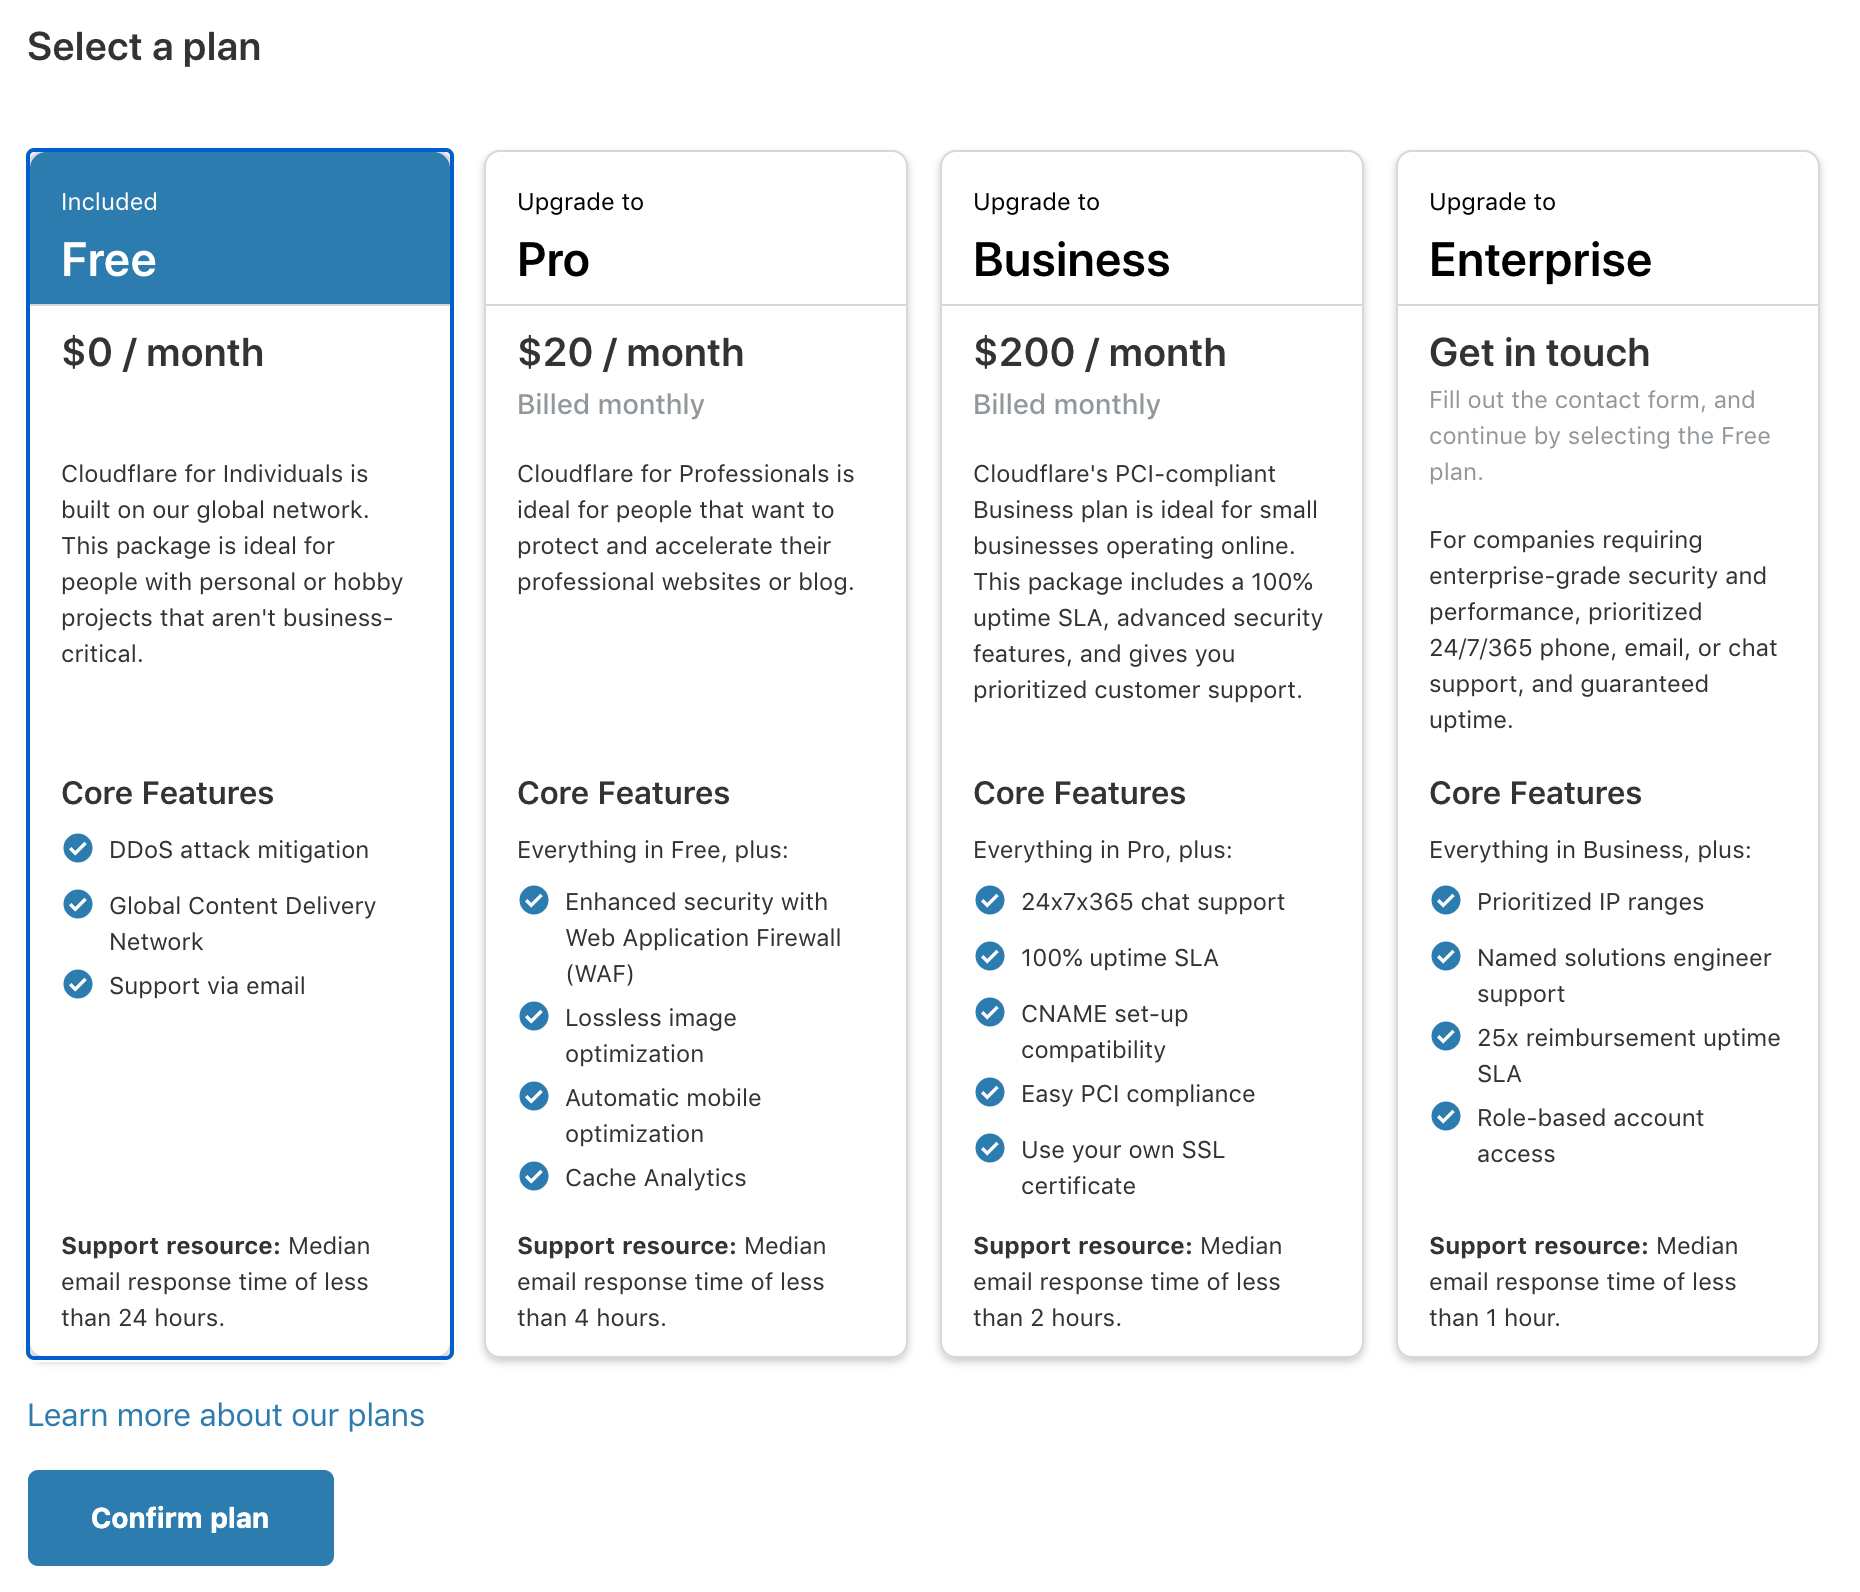 Select a plan
Included
Free
$0 / month
Cloudflare for Individuals is
built on our global network.
This package is ideal for
people with personal or hobby
projects that aren't business-
critical.
Core Features
DDoS attack mitigation
Global Content Delivery
Network
Support via email
Support resource: Median
email response time of less
than 24 hours.
Upgrade to
Pro
$20 / month
Billed monthly
Cloudflare for Professionals is
ideal for people that want to
protect and accelerate their
professional websites or blog.
Core Features
Everything in Free, plus:
Enhanced security with
Web Application Firewall
(WAF)
Lossless image
optimization
Automatic mobile
optimization
Cache Analytics
Support resource: Median
email response time of less
than 4 hours.
Upgrade to
Business
$200 / month
Billed monthly
Cloudflare's PCI-compliant
Business plan is ideal for small
businesses operating online.
This package includes a 100%
uptime SLA, advanced security
features, and gives you
prioritized customer support.
Core Features
Everything in Pro, plus:
24x7x365 chat support
100% uptime SLA
CNAME set-up
compatibility
Easy PCI compliance
Use your own SSL
certificate
Support resource: Median
email response time of less
than 2 hours.
Upgrade to
Enterprise
Get in touch
Fill out the contact form, and
continue by selecting the Free
plan.
For companies requiring
enterprise-grade security and
performance, prioritized
24/7/365 phone, email, or chat
support, and guaranteed
uptime.
Core Features
Everything in Business, plus:
Prioritized IP ranges
Named solutions engineer
support
25x reimbursement uptime
SLA
Role-based account
access
Support resource: Median
email response time of less
than 1 hour.
Learn more about our plans
Confirm plan